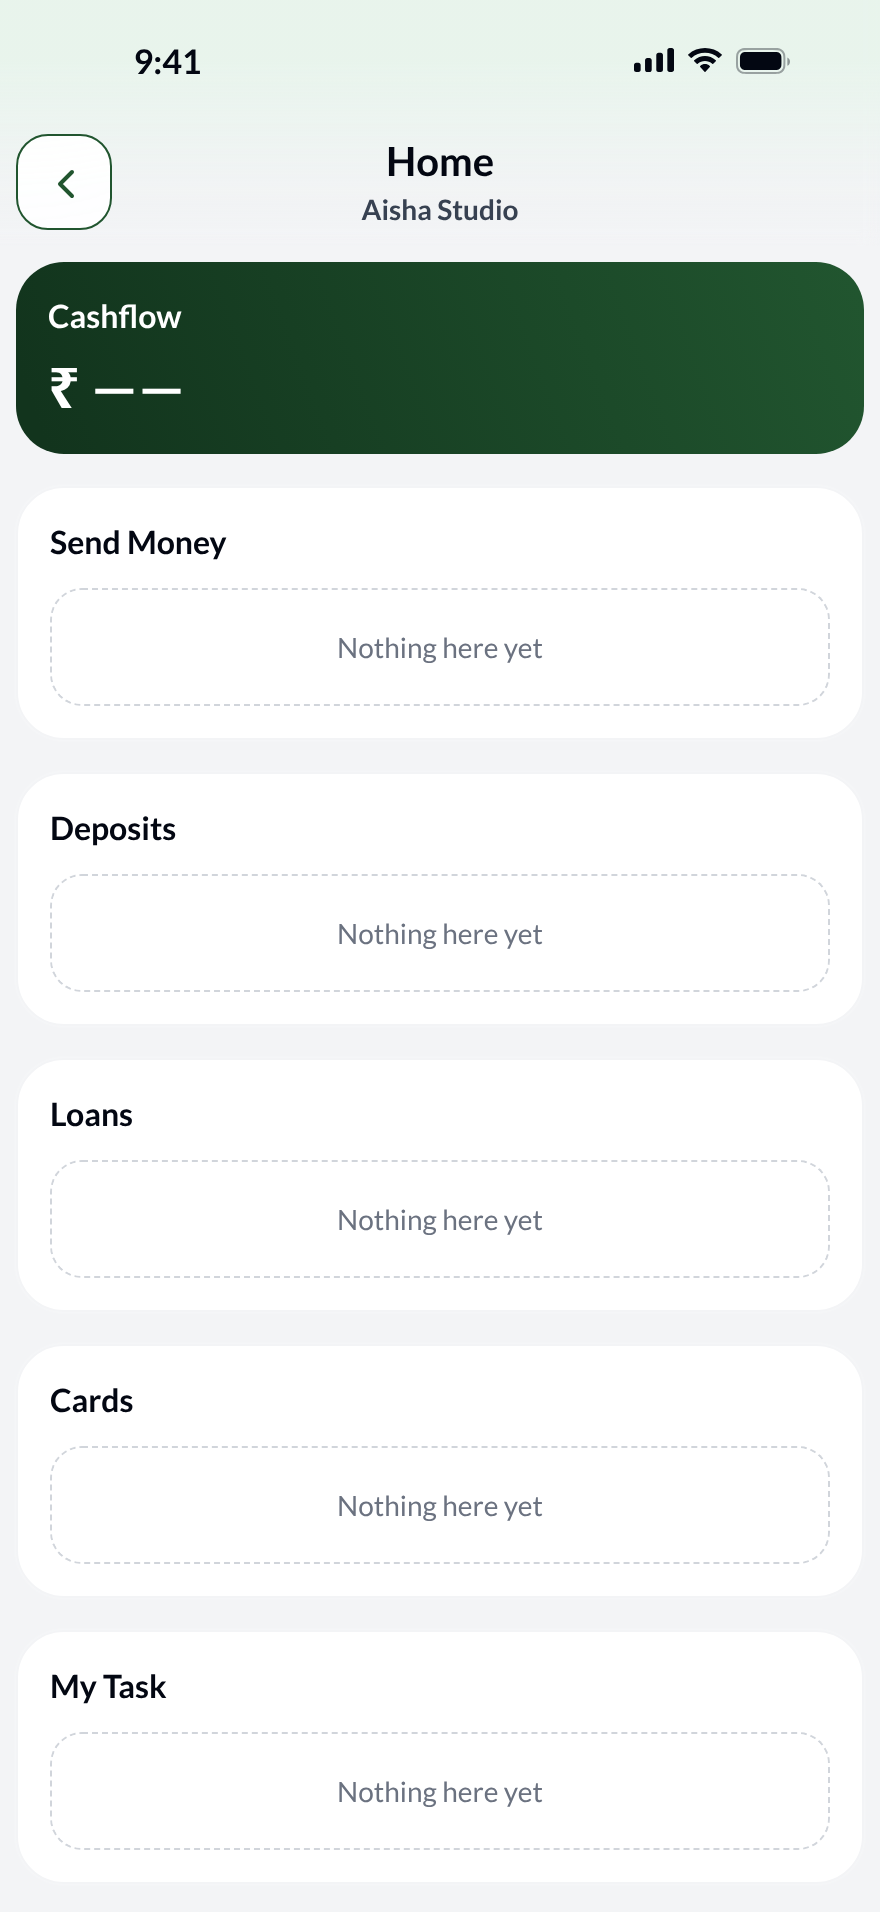 9:41
Home
Aisha Studio
Cashflow
₹ ––
Send Money
Nothing here yet
Deposits
Nothing here yet
Loans
Nothing here yet
Cards
Nothing here yet
My Task
Nothing here yet